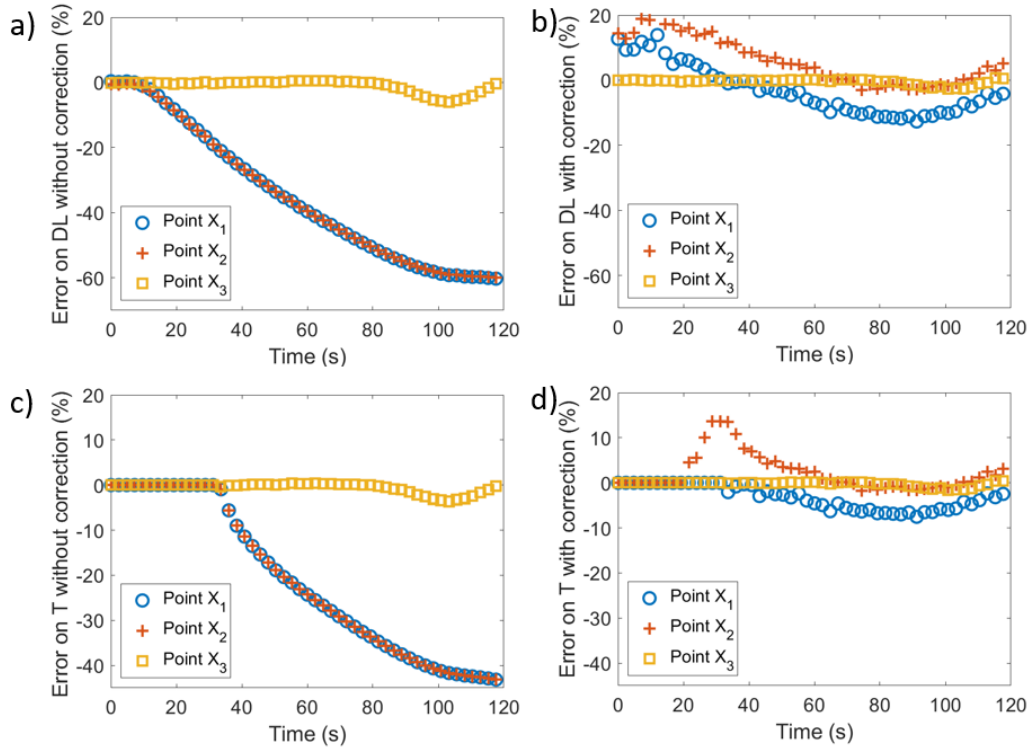 a)
Error on DL without correction (%)
20
0
-20
-40
-60
Point X1
Point X2
Point X3
0 20 40 60 80 100 120
Time (s)
b)
Error on DL with correction (%)
20
0
-20
-40
-60
Point X1
Point X2
Point X3
0 20 40 60 80 100 120
Time (s)
c)
Error on T without correction (%)
20
10
0
-10
-20
-30
-40
Point X1
Point X2
Point X3
0 20 40 60 80 100 120
Time (s)
d)
Error on T with correction (%)
20
10
0
-10
-20
-30
-40
Point X1
Point X2
Point X3
0 20 40 60 80 100 120
Time (s)